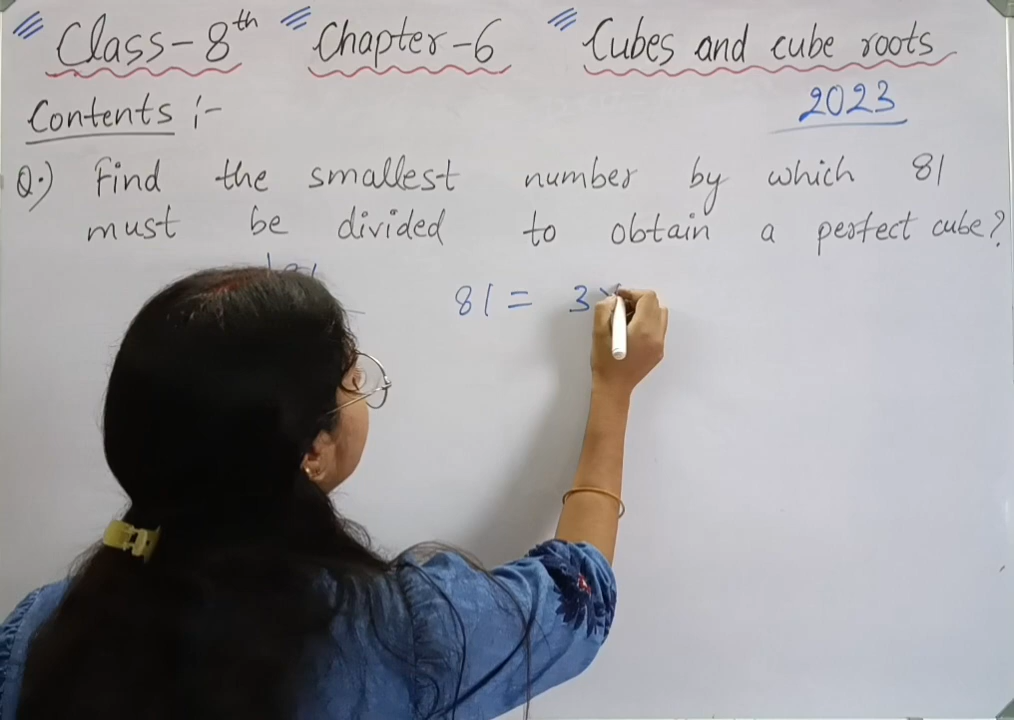 Class-8th Chapter-6 Cubes and cube roots
Contents :-
2023
Q.) Find the smallest number by which 81
must be divided to obtain a perfect cube?
81 = 3 ×